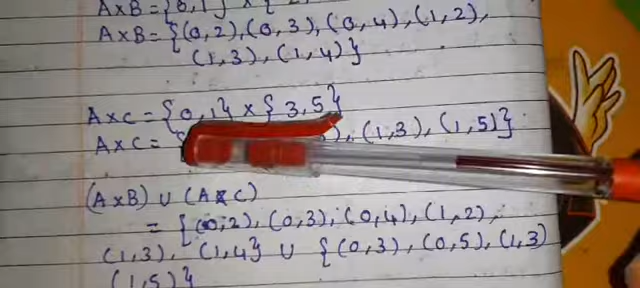 A×B = {0,1} × {2
A×B = {(0,2), (0,3), (0,4), (1,2),
(1,3), (1,4)}
A×C = {0,1} × {3,5}
A×C = {(1,3), (1,5)}
(A×B) ∪ (A×C)
= {(0,2), (0,3), (0,4), (1,2),
(1,3), (1,4)} ∪ {(0,3), (0,5), (1,3)
(1,5)}